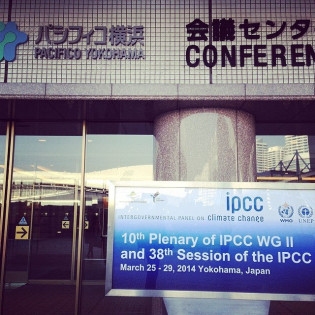 パシフィコ横浜
PACIFICO YOKOHAMA
会議センタ
CONFEREN
ipcc
INTERGOVERNMENTAL PANEL ON climate change
WMO
UNEP
10th Plenary of IPCC WG II
and 38th Session of the IPCC
March 25 - 29, 2014 Yokohama, Japan